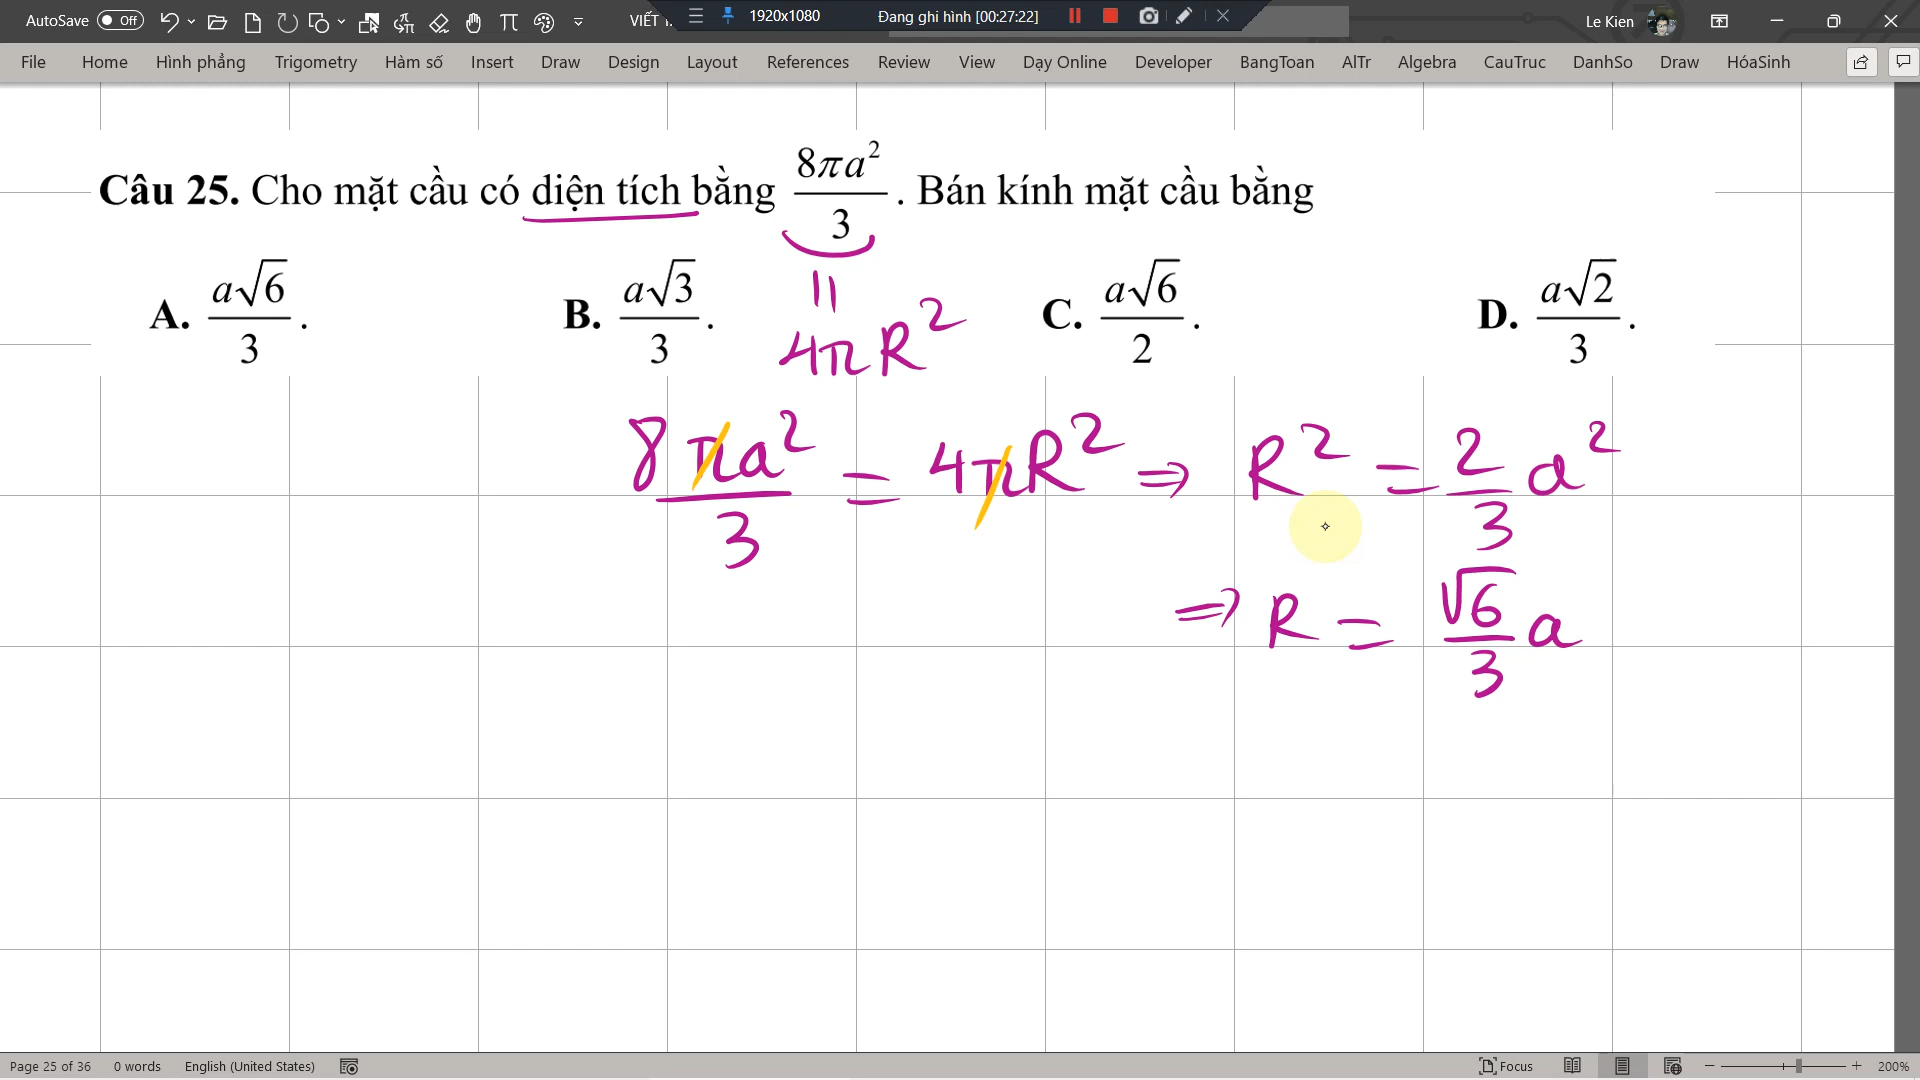 AutoSave Off VIẾT 1920x1080 Đang ghi hình [00:27:22] Le Kien
File Home Hình phẳng Trigometry Hàm số Insert Draw Design Layout References Review View Dạy Online Developer BangToan AlTr Algebra CauTruc DanhSo Draw HóaSinh
Câu 25. Cho mặt cầu có diện tích bằng 8πa²/3. Bán kính mặt cầu bằng
A. a√6/3. B. a√3/3. C. a√6/2. D. a√2/3.
=
4πR²
8πa²/3 = 4πR² ⇒ R² = 2/3 a²
⇒ R = √6/3 a
Page 25 of 36 0 words English (United States) Focus 200%